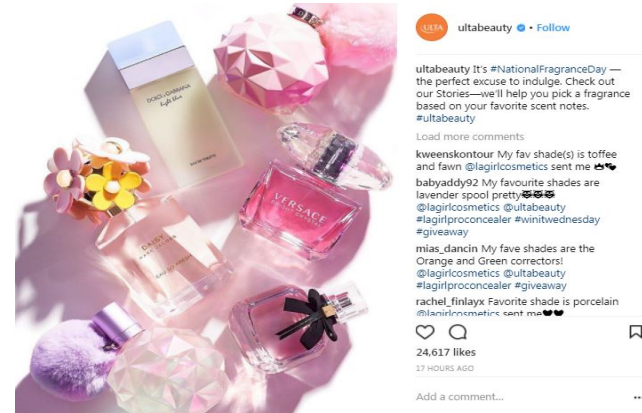 DOLCE & GABBANA
light blue
VERSACE
DAISY
MARC JACOBS
ULTA
ultabeauty • Follow
ultabeauty It's #NationalFragranceDay —
the perfect excuse to indulge. Check out
our Stories—we'll help you pick a fragrance
based on your favorite scent notes.
#ultabeauty
Load more comments
kweenskontour My fav shade(s) is toffee
and fawn @lagirlcosmetics sent me
babyaddy92 My favourite shades are
lavender spool pretty
@lagirlcosmetics @ultabeauty
#lagirlproconcealer #winitwednesday
#giveaway
mias_dancin My fave shades are the
Orange and Green correctors!
@lagirlcosmetics @ultabeauty
#lagirlproconcealer #giveaway
rachel_finlayx Favorite shade is porcelain
@lagirlcosmetics sent me
24,617 likes
17 HOURS AGO
Add a comment...